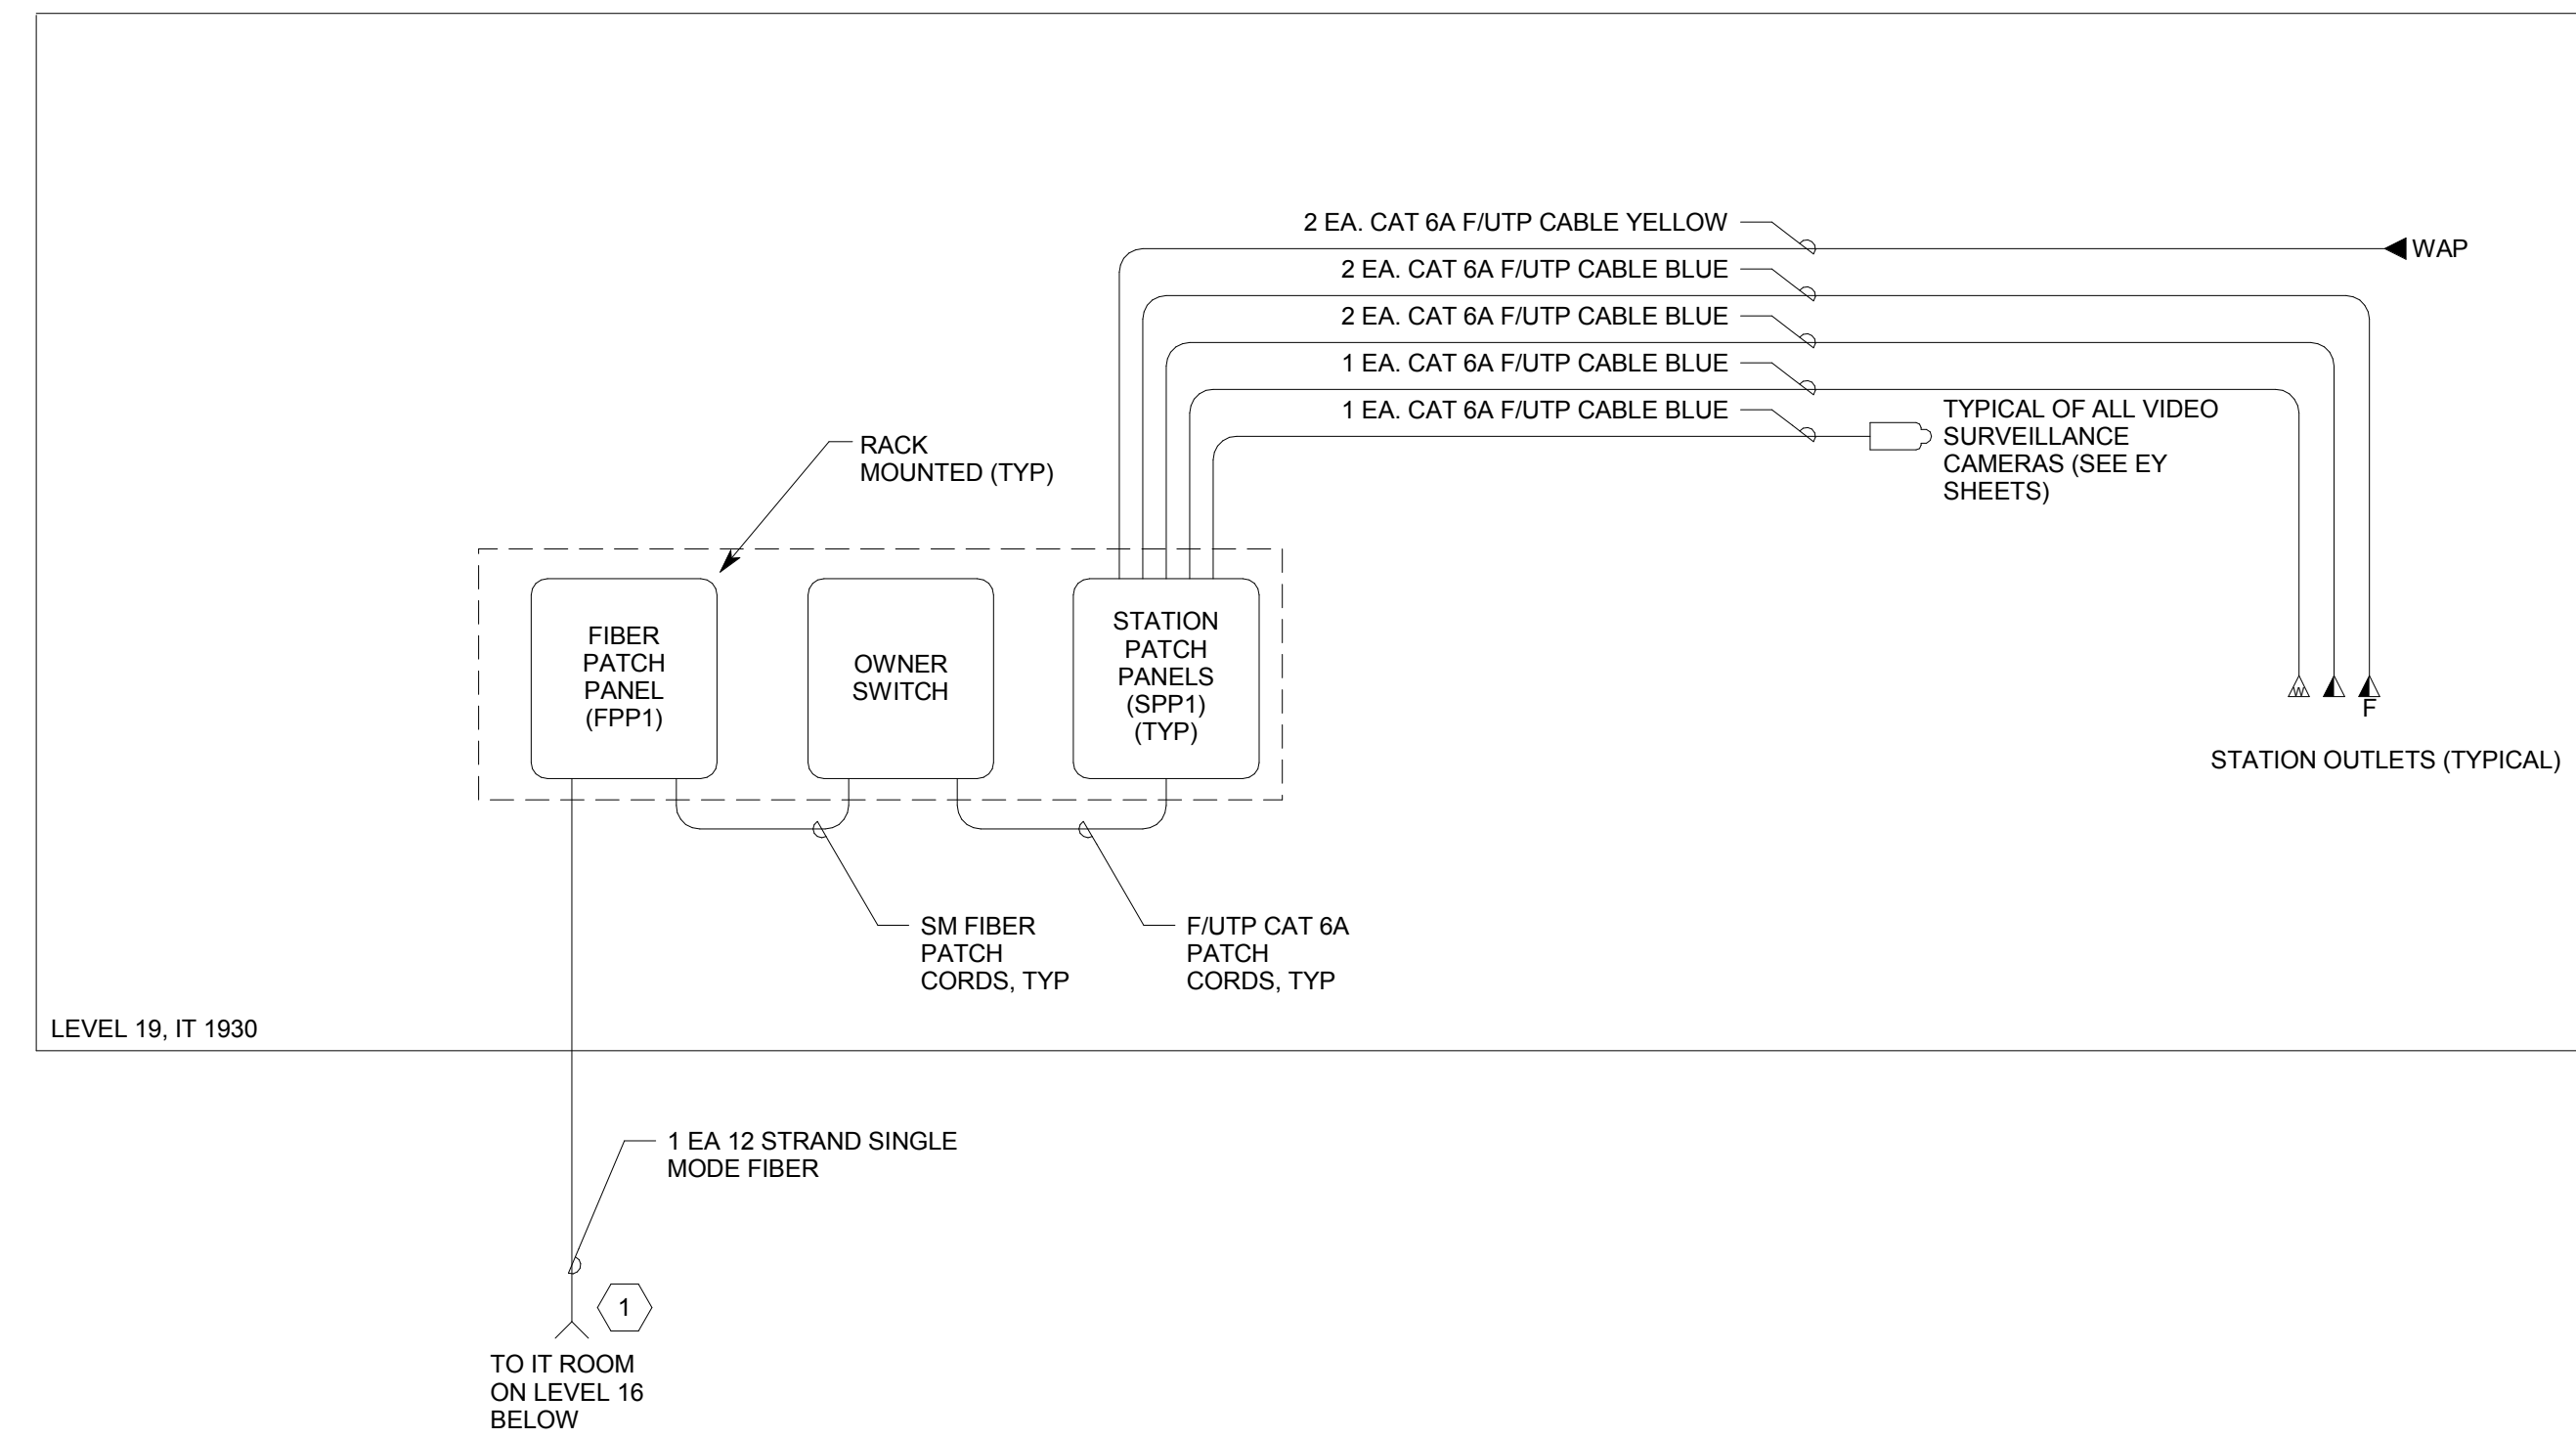 2 EA. CAT 6A F/UTP CABLE YELLOW
WAP
2 EA. CAT 6A F/UTP CABLE BLUE
2 EA. CAT 6A F/UTP CABLE BLUE
1 EA. CAT 6A F/UTP CABLE BLUE
1 EA. CAT 6A F/UTP CABLE BLUE
TYPICAL OF ALL VIDEO
SURVEILLANCE
CAMERAS (SEE EY
SHEETS)
RACK
MOUNTED (TYP)
FIBER
PATCH
PANEL
(FPP1)
OWNER
SWITCH
STATION
PATCH
PANELS
(SPP1)
(TYP)
W
F
STATION OUTLETS (TYPICAL)
SM FIBER
PATCH
CORDS, TYP
F/UTP CAT 6A
PATCH
CORDS, TYP
LEVEL 19, IT 1930
1 EA 12 STRAND SINGLE
MODE FIBER
1
TO IT ROOM
ON LEVEL 16
BELOW